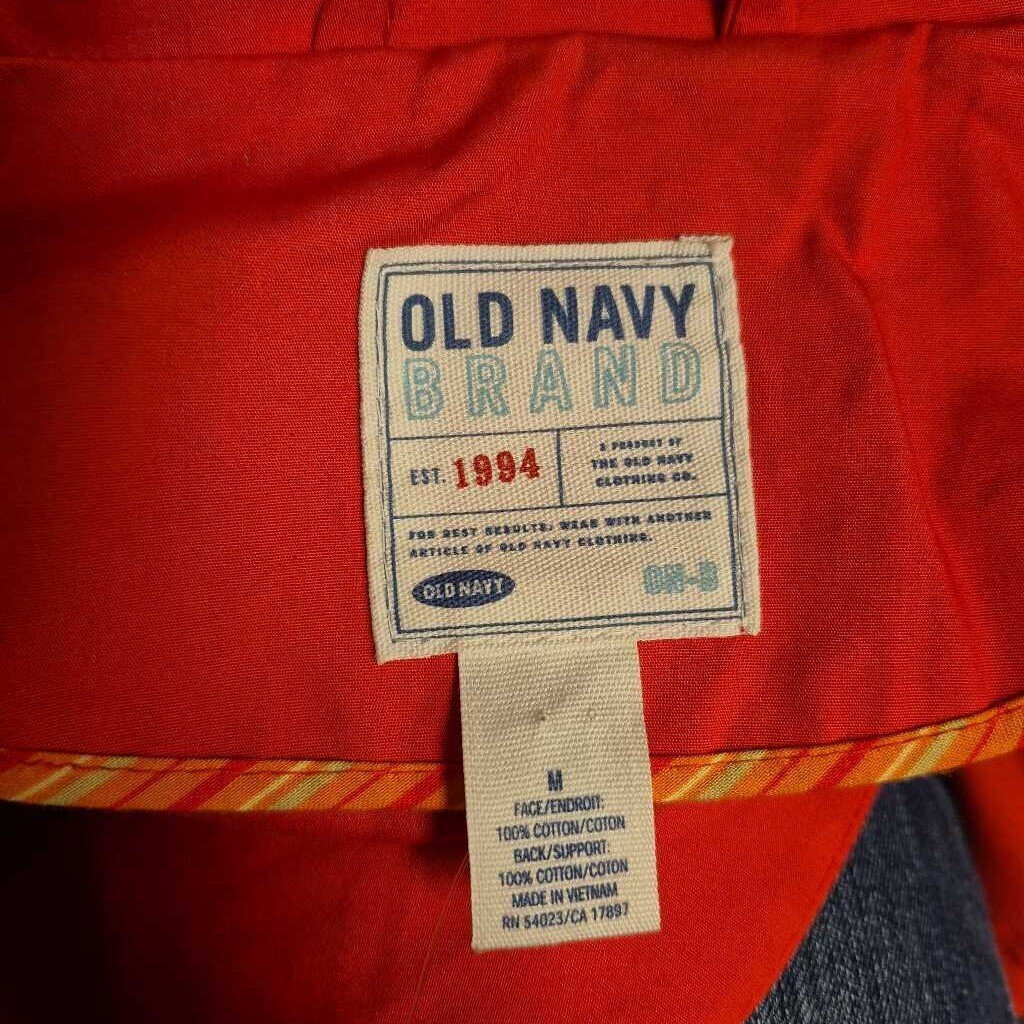 OLD NAVY
BRAND
EST. 1994
A PRODUCT OF
THE OLD NAVY
CLOTHING CO.
FOR BEST RESULTS, WEAR WITH ANOTHER
ARTICLE OF OLD NAVY CLOTHING.
OLD NAVY
M
FACE/ENDROIT:
100% COTTON/COTON
BACK/SUPPORT:
100% COTTON/COTON
MADE IN VIETNAM
RN 54023/CA 17897